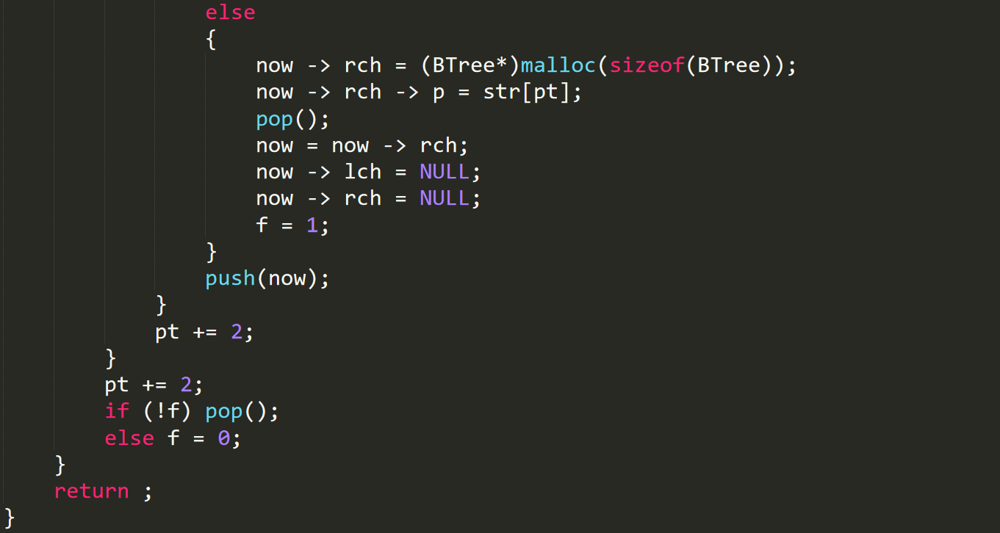 else
{
now -> rch = (BTree*)malloc(sizeof(BTree));
now -> rch -> p = str[pt];
pop();
now = now -> rch;
now -> lch = NULL;
now -> rch = NULL;
f = 1;
}
push(now);
}
pt += 2;
}
pt += 2;
if (!f) pop();
else f = 0;
}
return ;
}